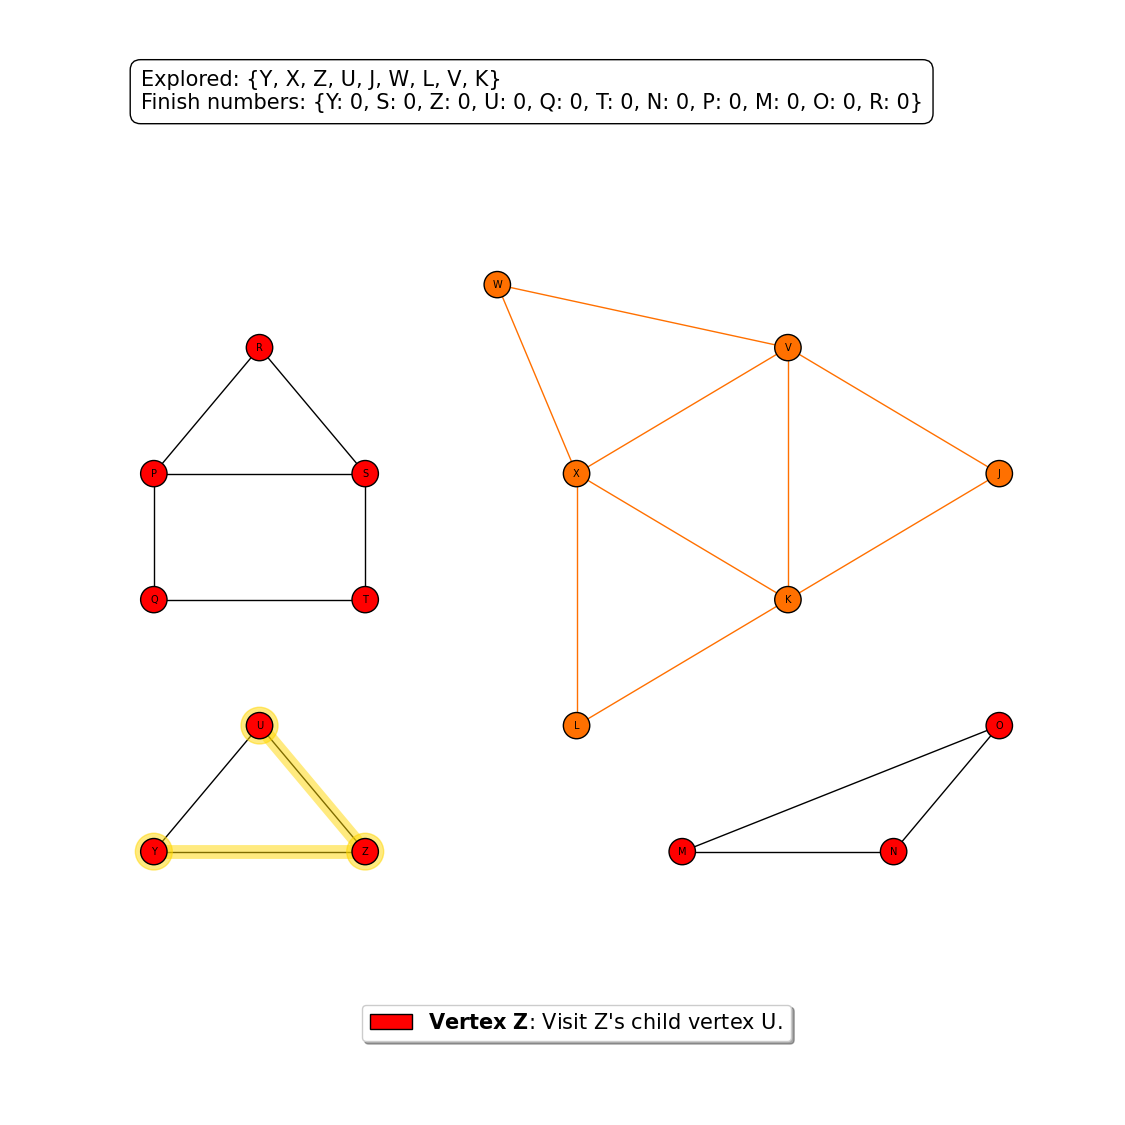 Explored: {Y, X, Z, U, J, W, L, V, K}
Finish numbers: {Y: 0, S: 0, Z: 0, U: 0, Q: 0, T: 0, N: 0, P: 0, M: 0, O: 0, R: 0}
W
R
V
P
S
X
J
Q
T
K
U
L
O
Y
Z
M
N
Vertex Z: Visit Z's child vertex U.